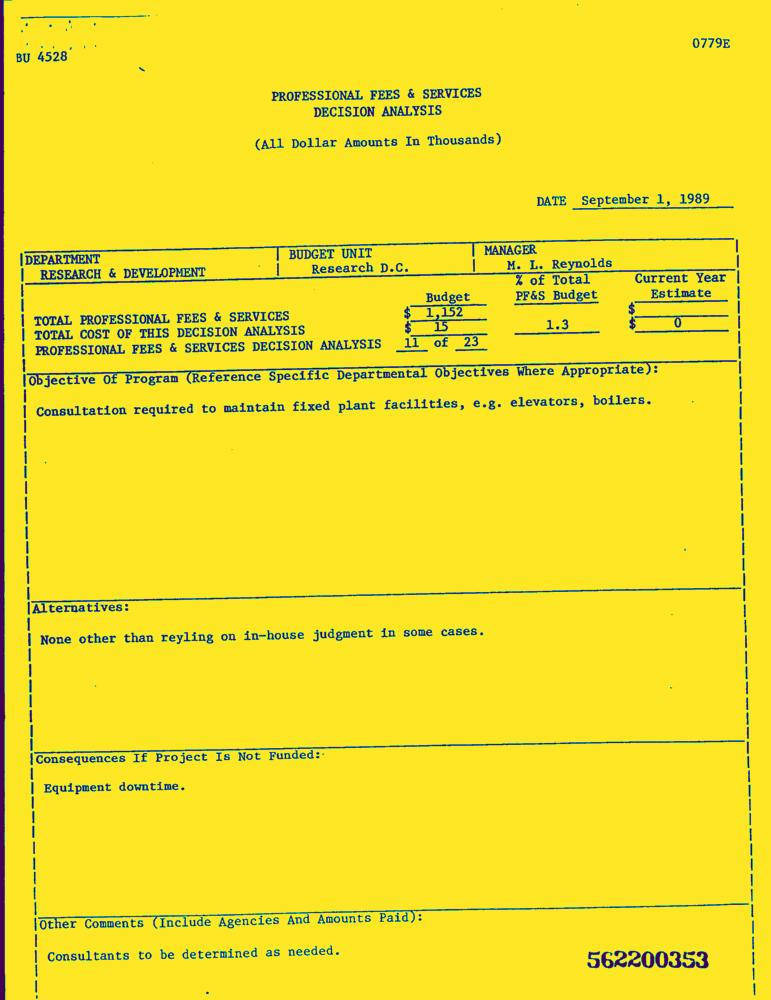 0779E
BU 4528
PROFESSIONAL FEES & SERVICES
DECISION ANALYSIS
(All Dollar Amounts In Thousands)
DATE September 1, 1989
DEPARTMENT BUDGET UNIT MANAGER
RESEARCH & DEVELOPMENT Research D.C. M. L. Reynolds
% of Total Current Year
Budget PF&S Budget Estimate
TOTAL PROFESSIONAL FEES & SERVICES $ 1,152 $
TOTAL COST OF THIS DECISION ANALYSIS $ 15 1.3 $ 0
PROFESSIONAL FEES & SERVICES DECISION ANALYSIS 11 of 23
Objective Of Program (Reference Specific Departmental Objectives Where Appropriate):
Consultation required to maintain fixed plant facilities, e.g. elevators, boilers.
Alternatives:
None other than reyling on in-house judgment in some cases.
Consequences If Project Is Not Funded:
Equipment downtime.
Other Comments (Include Agencies And Amounts Paid):
Consultants to be determined as needed.
562200353